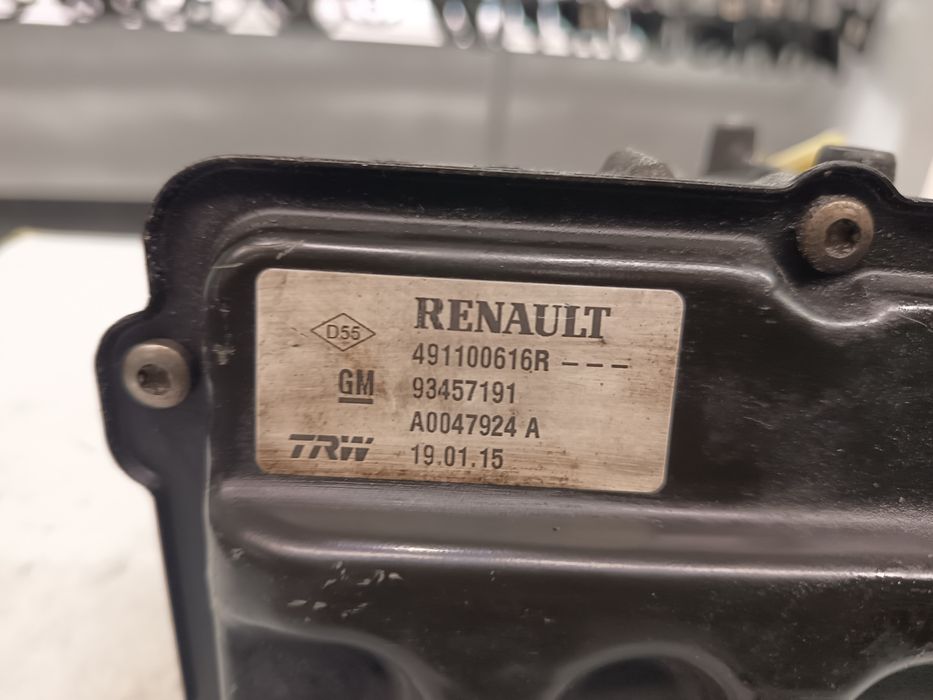 RENAULT
D55
491100616R ---
GM
93457191
A0047924 A
TRW
19.01.15